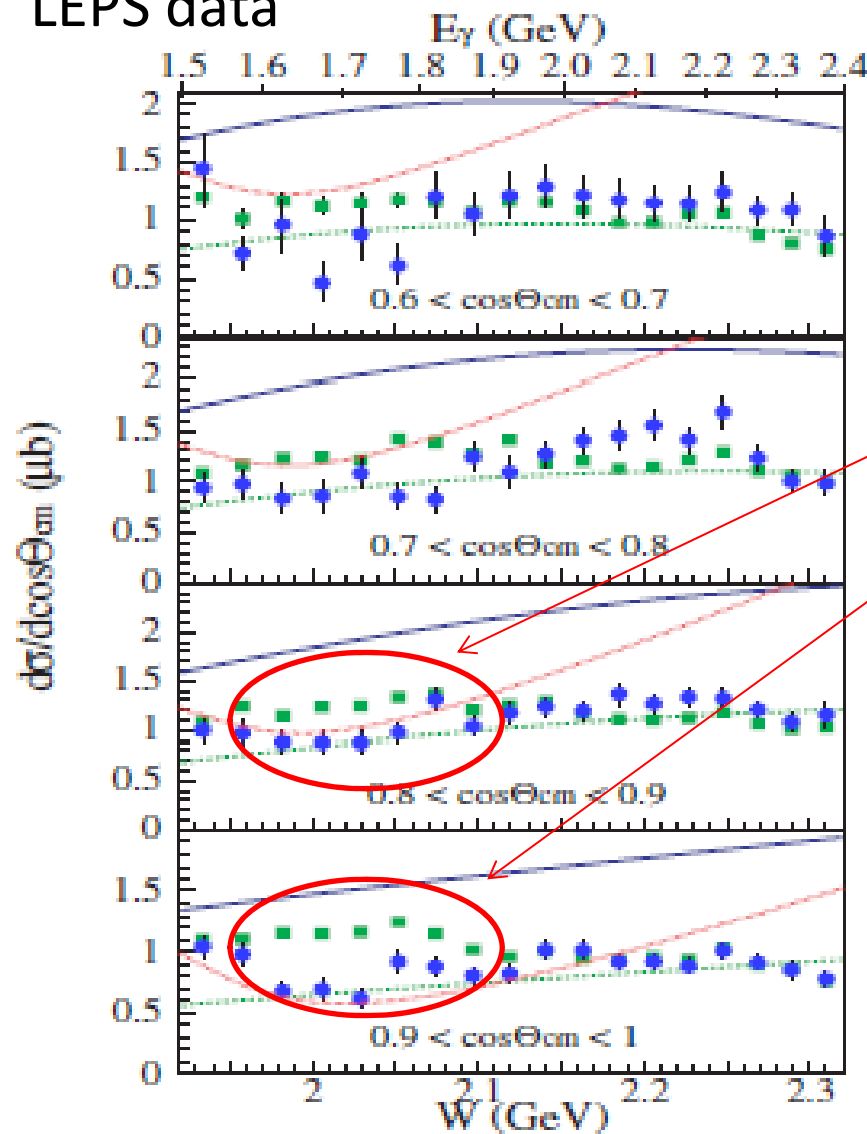 LEPS data
Eγ (GeV)
1.5 1.6 1.7 1.8 1.9 2.0 2.1 2.2 2.3 2.4
dσ/dcosΘcm (μb)
2
1.5
1
0.5
0
0.6 < cosΘcm < 0.7
2
1.5
1
0.5
0
0.7 < cosΘcm < 0.8
2
1.5
1
0.5
0
0.8 < cosΘcm < 0.9
1.5
1
0.5
0
0.9 < cosΘcm < 1
2 2.1 2.2 2.3
W (GeV)